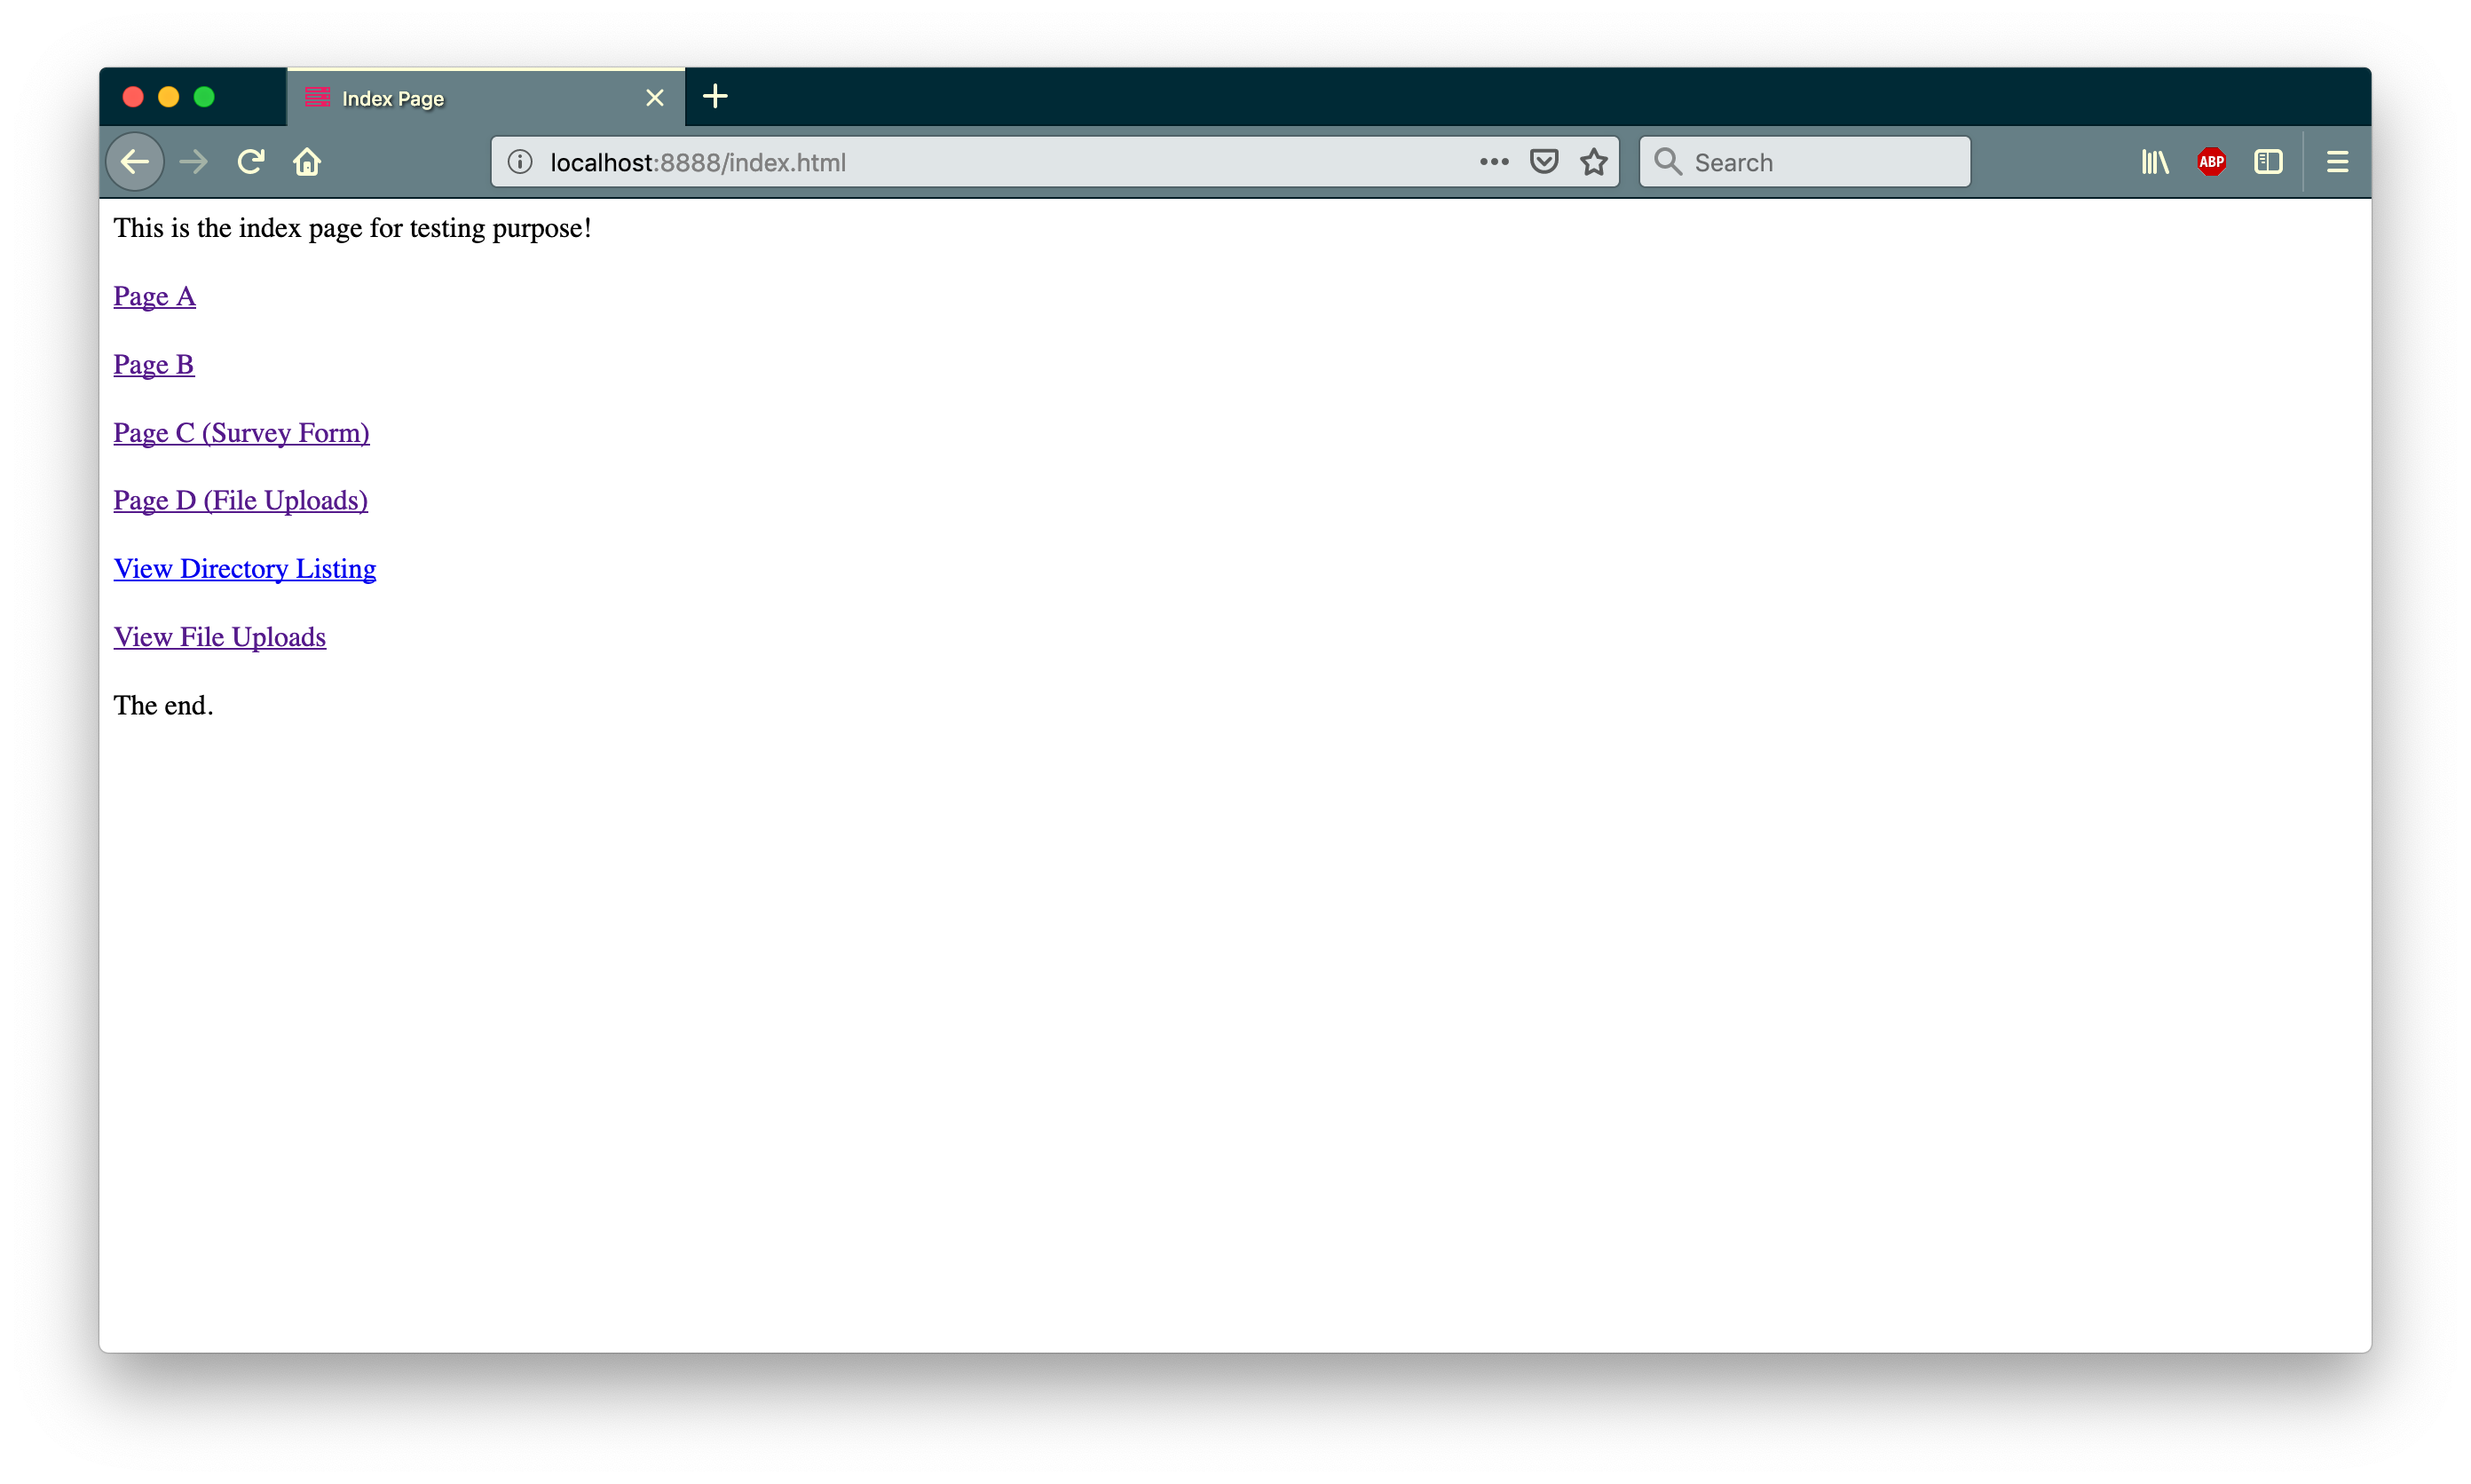 Index Page
localhost:8888/index.html
Search
ABP
This is the index page for testing purpose!
Page A
Page B
Page C (Survey Form)
Page D (File Uploads)
View Directory Listing
View File Uploads
The end.